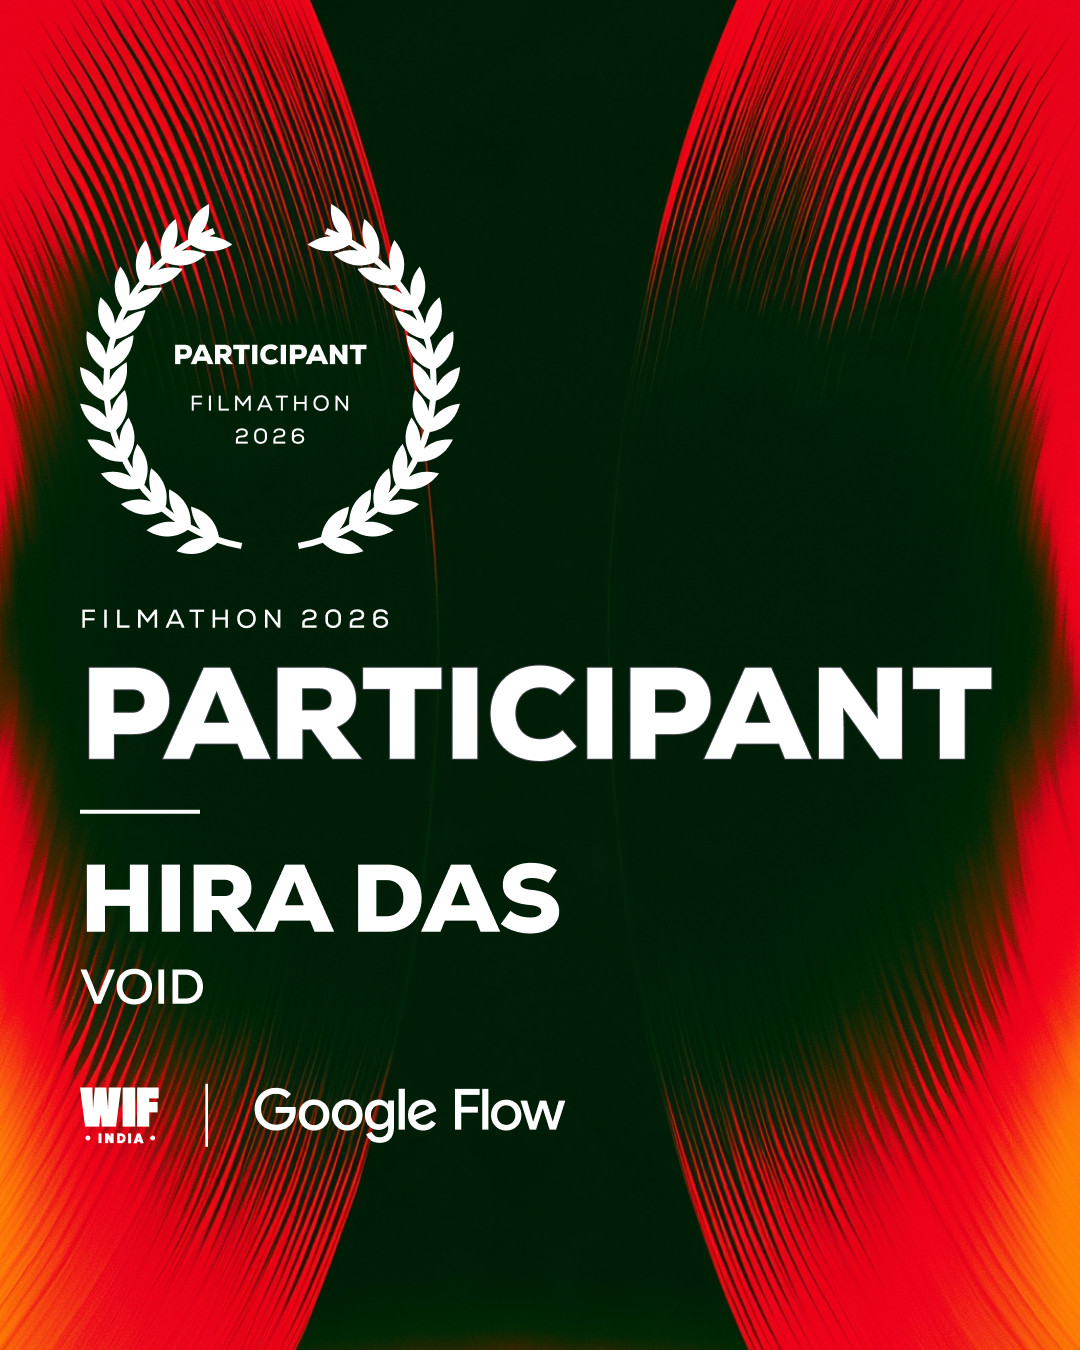 PARTICIPANT
FILMATHON
2026
FILMATHON 2026
PARTICIPANT
HIRA DAS
VOID
WIF
• INDIA •
Google Flow